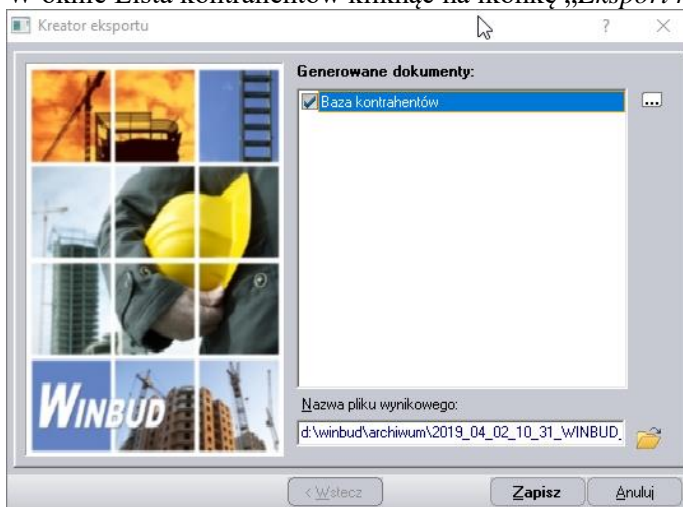 W oknie Lista kontrahentów kliknąć na ikonkę „Eksport
Kreator eksportu
Generowane dokumenty:
Baza kontrahentów
...
WINBUD
Nazwa pliku wynikowego:
d:\winbud\archiwum\2019_04_02_10_31_WINBUD_
< Wstecz
Zapisz
Anuluj